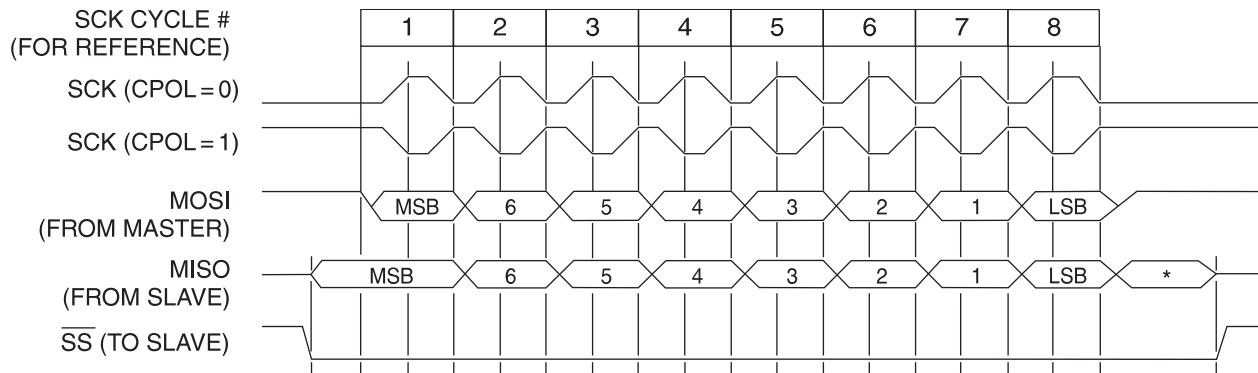 SCK CYCLE #
(FOR REFERENCE)
1 2 3 4 5 6 7 8
SCK (CPOL = 0)
SCK (CPOL = 1)
MOSI
(FROM MASTER)
MSB 6 5 4 3 2 1 LSB
MISO
(FROM SLAVE)
MSB 6 5 4 3 2 1 LSB *
S̅S̅ (TO SLAVE)